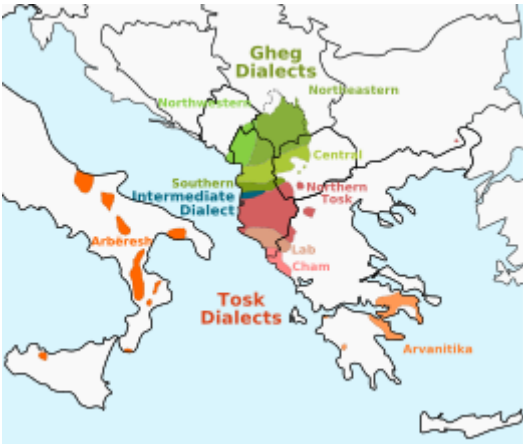 Gheg
Dialects
Northeastern
Northwestern
Central
Southern
Intermediate
Dialect
Northern
Tosk
Arbëresh
Lab
Cham
Tosk
Dialects
Arvanitika